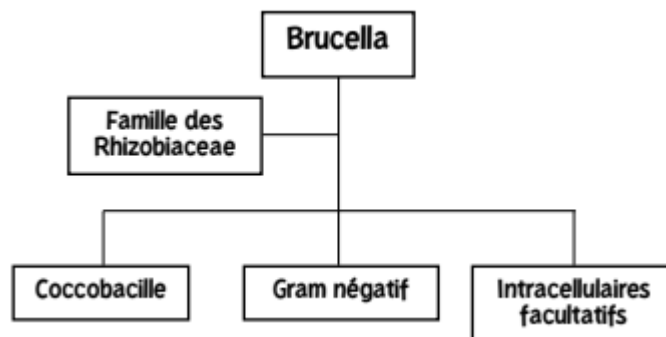 Brucella
Famille des
Rhizobiaceae
Coccobacille
Gram négatif
Intracellulaires
facultatifs